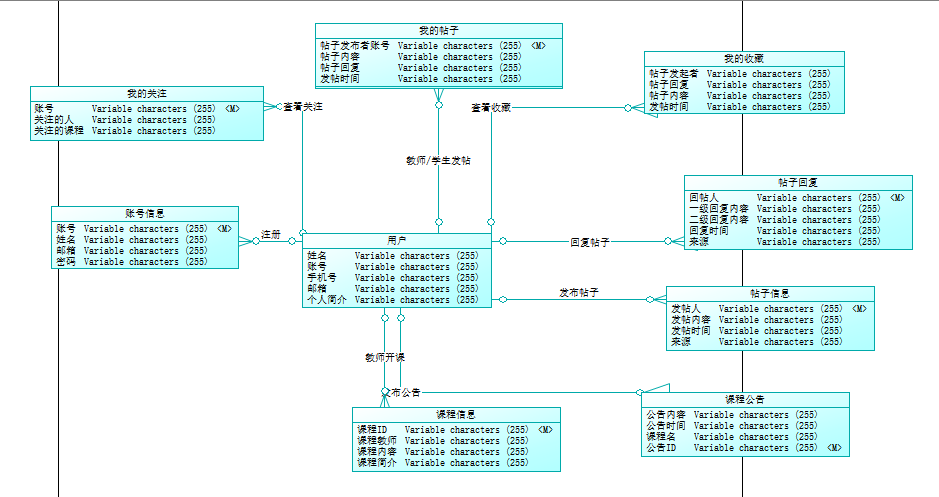 我的帖子
帖子发布者账号 Variable characters (255) <M>
帖子内容 Variable characters (255)
帖子回复 Variable characters (255)
发帖时间 Variable characters (255)
我的收藏
帖子发起者 Variable characters (255)
帖子回复 Variable characters (255)
帖子内容 Variable characters (255)
发帖时间 Variable characters (255)
我的关注
账号 Variable characters (255) <M>
关注的人 Variable characters (255)
关注的课程 Variable characters (255)
查看关注
查看收藏
教师/学生发帖
帖子回复
回帖人 Variable characters (255) <M>
一级回复内容 Variable characters (255)
二级回复内容 Variable characters (255)
回复时间 Variable characters (255)
来源 Variable characters (255)
账号信息
账号 Variable characters (255) <M>
姓名 Variable characters (255)
邮箱 Variable characters (255)
密码 Variable characters (255)
注册
用户
姓名 Variable characters (255)
账号 Variable characters (255)
手机号 Variable characters (255)
邮箱 Variable characters (255)
个人简介 Variable characters (255)
回复帖子
发布帖子
帖子信息
发帖人 Variable characters (255) <M>
发帖内容 Variable characters (255)
发帖时间 Variable characters (255)
来源 Variable characters (255)
教师开课
发布公告
课程信息
课程ID Variable characters (255) <M>
课程教师 Variable characters (255)
课程内容 Variable characters (255)
课程简介 Variable characters (255)
课程公告
公告内容 Variable characters (255)
公告时间 Variable characters (255)
课程名 Variable characters (255)
公告ID Variable characters (255) <M>